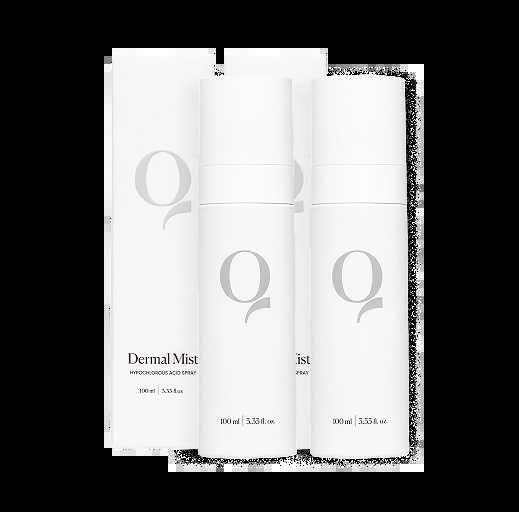 Q
Dermal Mist
HYPOCHLOROUS ACID SPRAY
100 ml | 3.33 fl. oz
Q
ist
SPRAY
Q
100 ml | 3.33 fl. oz.
Q
100 ml | 3.33 fl. oz.